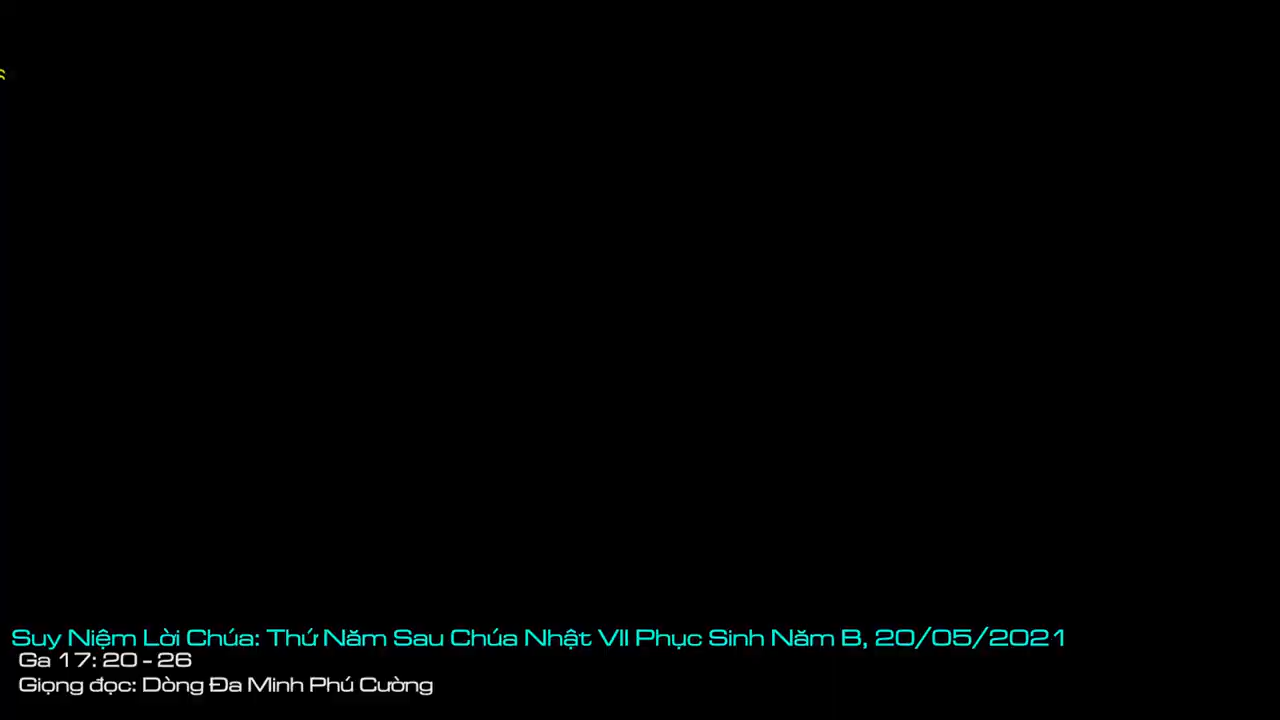 Suy Niệm Lời Chúa: Thứ Năm Sau Chúa Nhật VII Phục Sinh Năm B, 20/05/2021
Ga 17: 20 - 26
Giọng đọc: Dòng Đa Minh Phú Cường